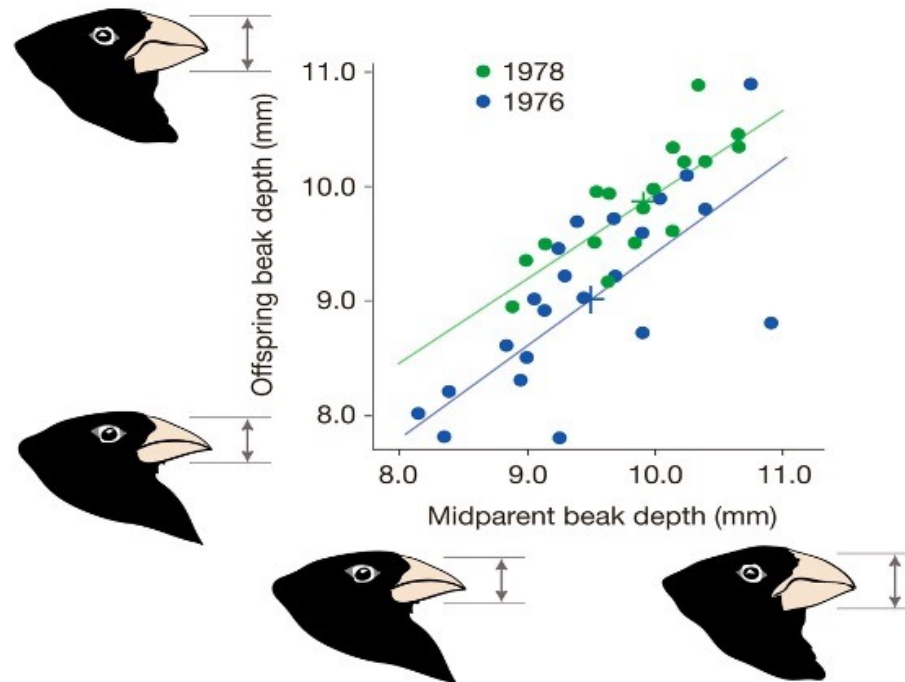 1978
1976
Offspring beak depth (mm)
11.0
10.0
9.0
8.0
8.0 9.0 10.0 11.0
Midparent beak depth (mm)